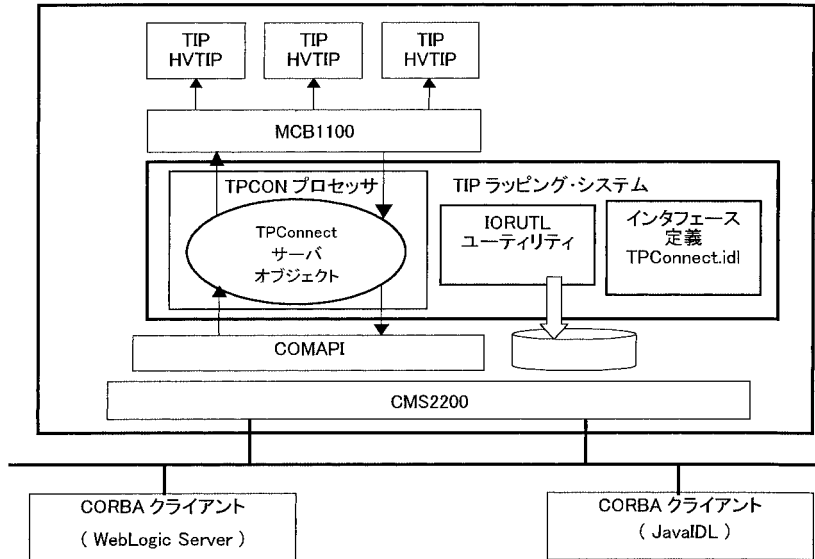 TIP
HVTIP
TIP
HVTIP
TIP
HVTIP
MCB1100
TPCON プロセッサ
TIP ラッピング・システム
TPConnect
サーバ
オブジェクト
IORUTL
ユーティリティ
インタフェース
定義
TPConnect.idl
COMAPI
CMS2200
CORBA クライアント
( WebLogic Server )
CORBA クライアント
( JavaIDL )